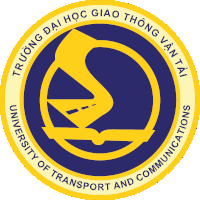 TRƯỜNG ĐẠI HỌC GIAO THÔNG VẬN TẢI
UNIVERSITY OF TRANSPORT AND COMMUNICATIONS